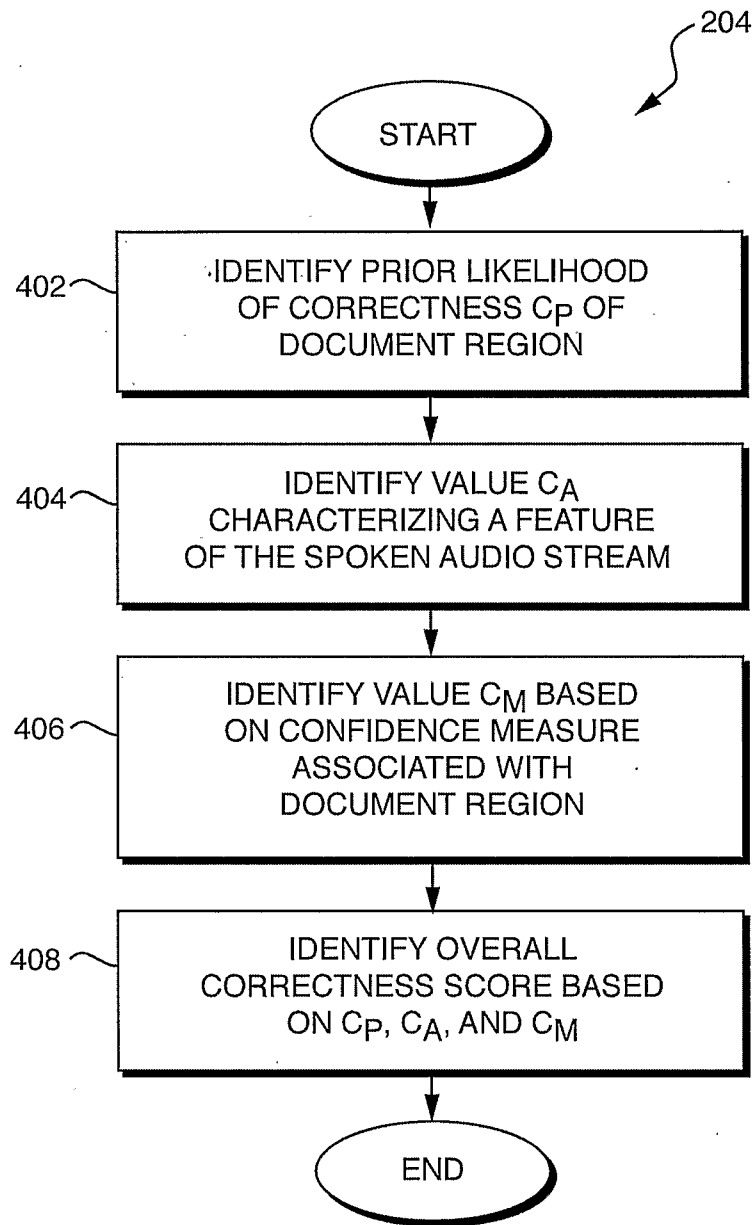 204
START
402
IDENTIFY PRIOR LIKELIHOOD
OF CORRECTNESS CP OF
DOCUMENT REGION
404
IDENTIFY VALUE CA
CHARACTERIZING A FEATURE
OF THE SPOKEN AUDIO STREAM
406
IDENTIFY VALUE CM BASED
ON CONFIDENCE MEASURE
ASSOCIATED WITH
DOCUMENT REGION
408
IDENTIFY OVERALL
CORRECTNESS SCORE BASED
ON CP, CA, AND CM
END